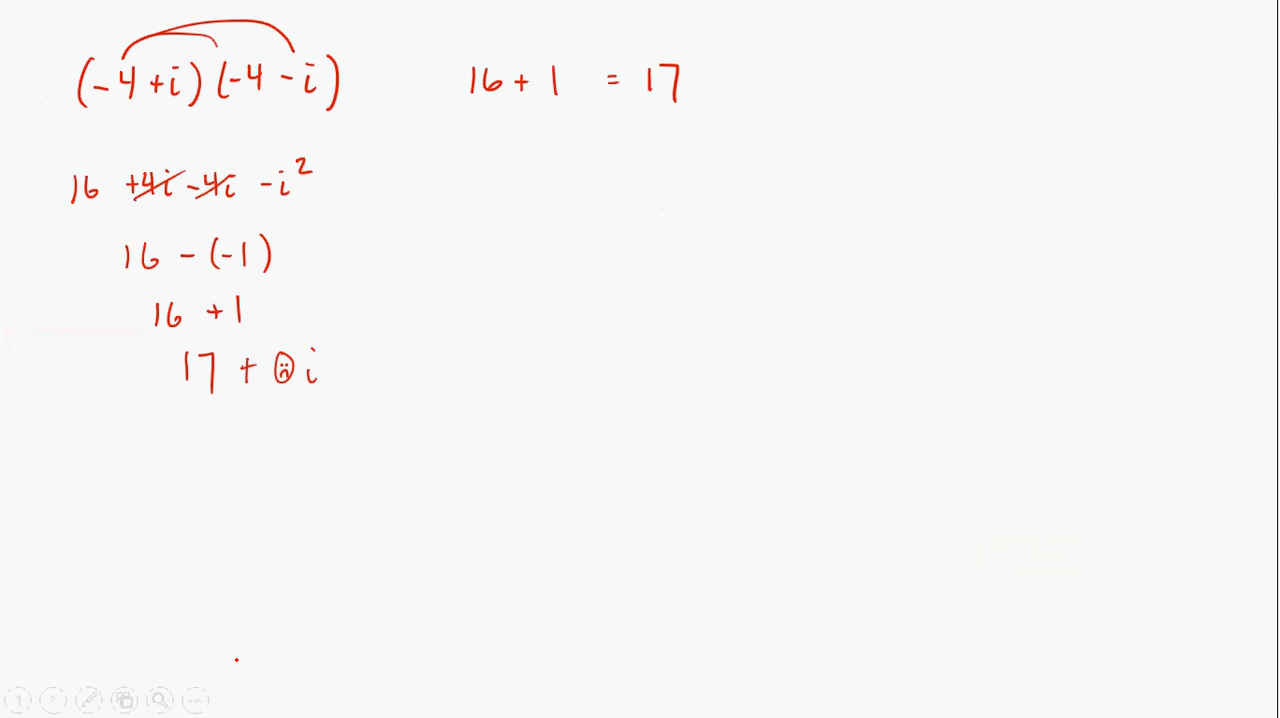 (-4+i)(-4-i)
16+1 = 17
16 +4i -4i -i²
16 -(-1)
16 +1
17 + 0i